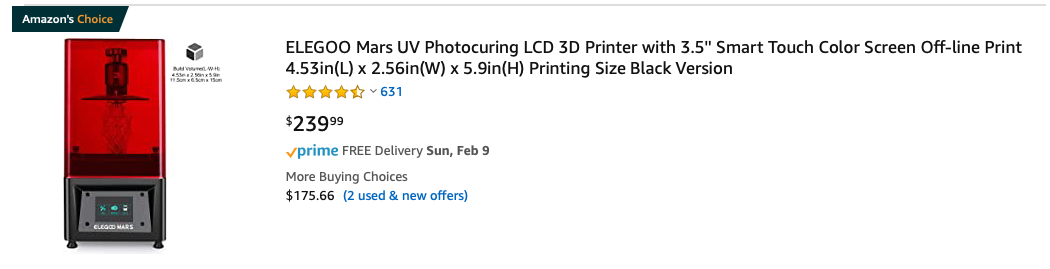 Amazon's Choice
Build Volume(L*W*H)
4.53in x 2.56in x 5.9in
11.5cm x 6.5cm x 15cm
ELEGOO MARS
ELEGOO Mars UV Photocuring LCD 3D Printer with 3.5" Smart Touch Color Screen Off-line Print
4.53in(L) x 2.56in(W) x 5.9in(H) Printing Size Black Version
631
$239.99
prime FREE Delivery Sun, Feb 9
More Buying Choices
$175.66 (2 used & new offers)